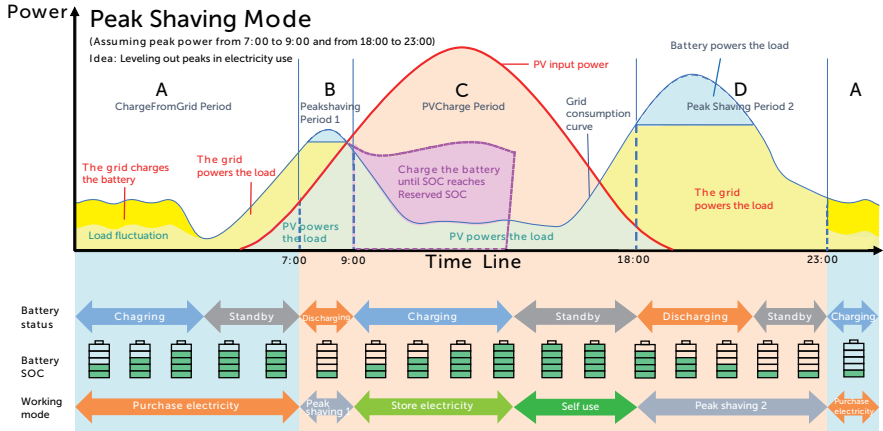 Power
Peak Shaving Mode
(Assuming peak power from 7:00 to 9:00 and from 18:00 to 23:00)
Idea: Leveling out peaks in electricity use
Battery powers the load
PV input power
A
ChargeFromGrid Period
B
Peakshaving
Period 1
C
PVCharge Period
Grid
consumption
curve
D
Peak Shaving Period 2
A
The grid charges
the battery
The grid
powers the load
Charge the battery
until SOC reaches
Reserved SOC
The grid
powers the load
Load fluctuation
PV powers
the load
PV powers the load
7:00
9:00
Time Line
18:00
23:00
Battery
status
Chagring
Standby
Discharging
Charging
Standby
Discharging
Standby
Charging
Battery
SOC
Working
mode
Purchase electricity
Peak
shaving 1
Store electricity
Self use
Peak shaving 2
Purchase
electricity